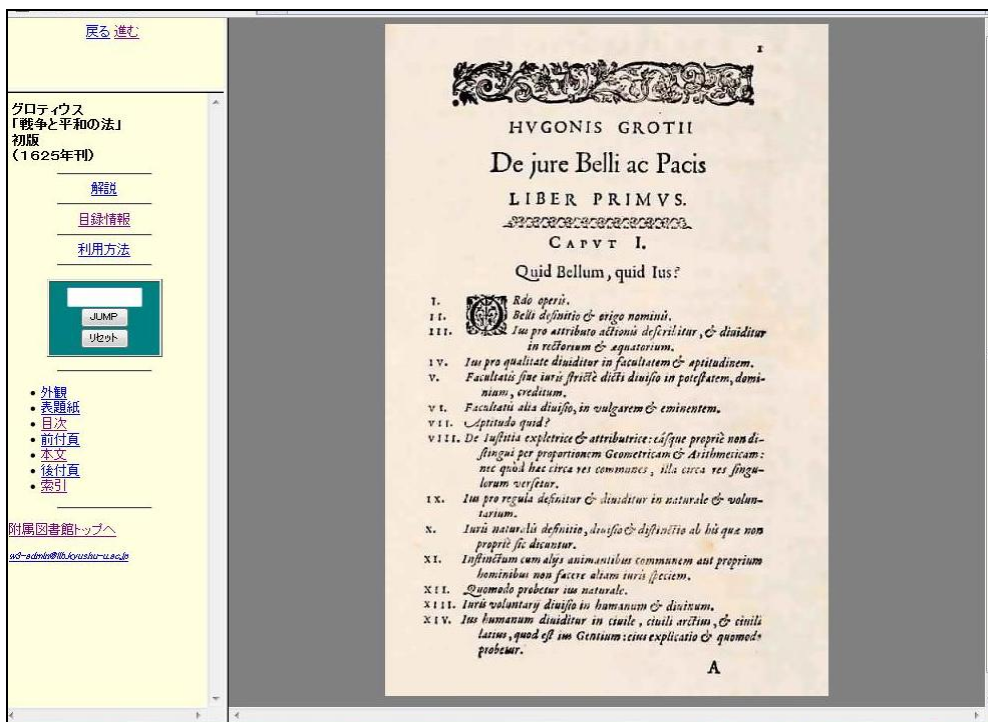 戻る 進む
グロティウス
「戦争と平和の法」
初版
(1625年刊)
解説
目録情報
利用方法
JUMP
リセット
・外観
・表題紙
・目次
・前付頁
・本文
・後付頁
・索引
附属図書館トップへ
w3-admin@lib.kyushu-u.ac.jp
1
HVGONIS GROTII
De jure Belli ac Pacis
LIBER PRIMVS.
CAPVT I.
Quid Bellum, quid Ius?
I. ORdo operis.
II. Belli definitio & origo nominis.
III. Ius pro attributo actionis describitur, & diuiditur
in rectorium & æquatorium.
IV. Ius pro qualitate diuiditur in facultatem & aptitudinem.
V. Facultatis siue iuris strictè dicti diuisio in potestatem, domi-
nium, creditum.
VI. Facultatis alia diuisio, in vulgarem & eminentem.
VII. Aptitudo quid?
VIII. De Iustitia expletrice & attributrice: eásque propriè non di-
stingui per proportionem Geometricam & Arithmeticam:
nec quòd hæc circa res communes, illa circa res singu-
lorum versetur.
IX. Ius pro regula definitur & diuiditur in naturale & volun-
tarium.
X. Iuris naturalis definitio, diuisio & distinctio ab his quæ non
propriè sic dicuntur.
XI. Instinctum cum alijs animantibus communem aut proprium
hominibus non facere aliam iuris speciem.
XII. Quomodo probetur ius naturale.
XIII. Iuris voluntarij diuisio in humanum & diuinum.
XIV. Ius humanum diuiditur in ciuile, ciuili arctius, & ciuili
latius, quod est ius Gentium: eius explicatio & quomodo
probetur.
A